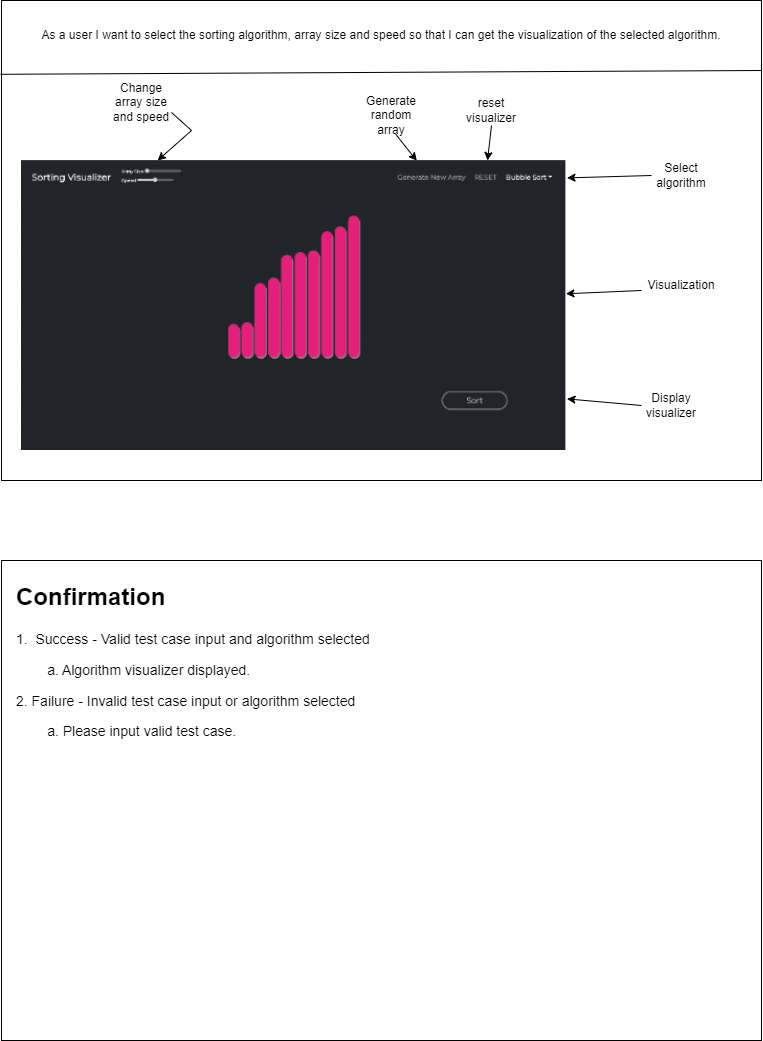 As a user I want to select the sorting algorithm, array size and speed so that I can get the visualization of the selected algorithm.
Change
array size
and speed
Generate
random
array
reset
visualizer
Select
algorithm
Sorting Visualizer
Array Size
Speed
Generate New Array
RESET
Bubble Sort
Visualization
Sort
Display
visualizer
Confirmation
1. Success - Valid test case input and algorithm selected
a. Algorithm visualizer displayed.
2. Failure - Invalid test case input or algorithm selected
a. Please input valid test case.